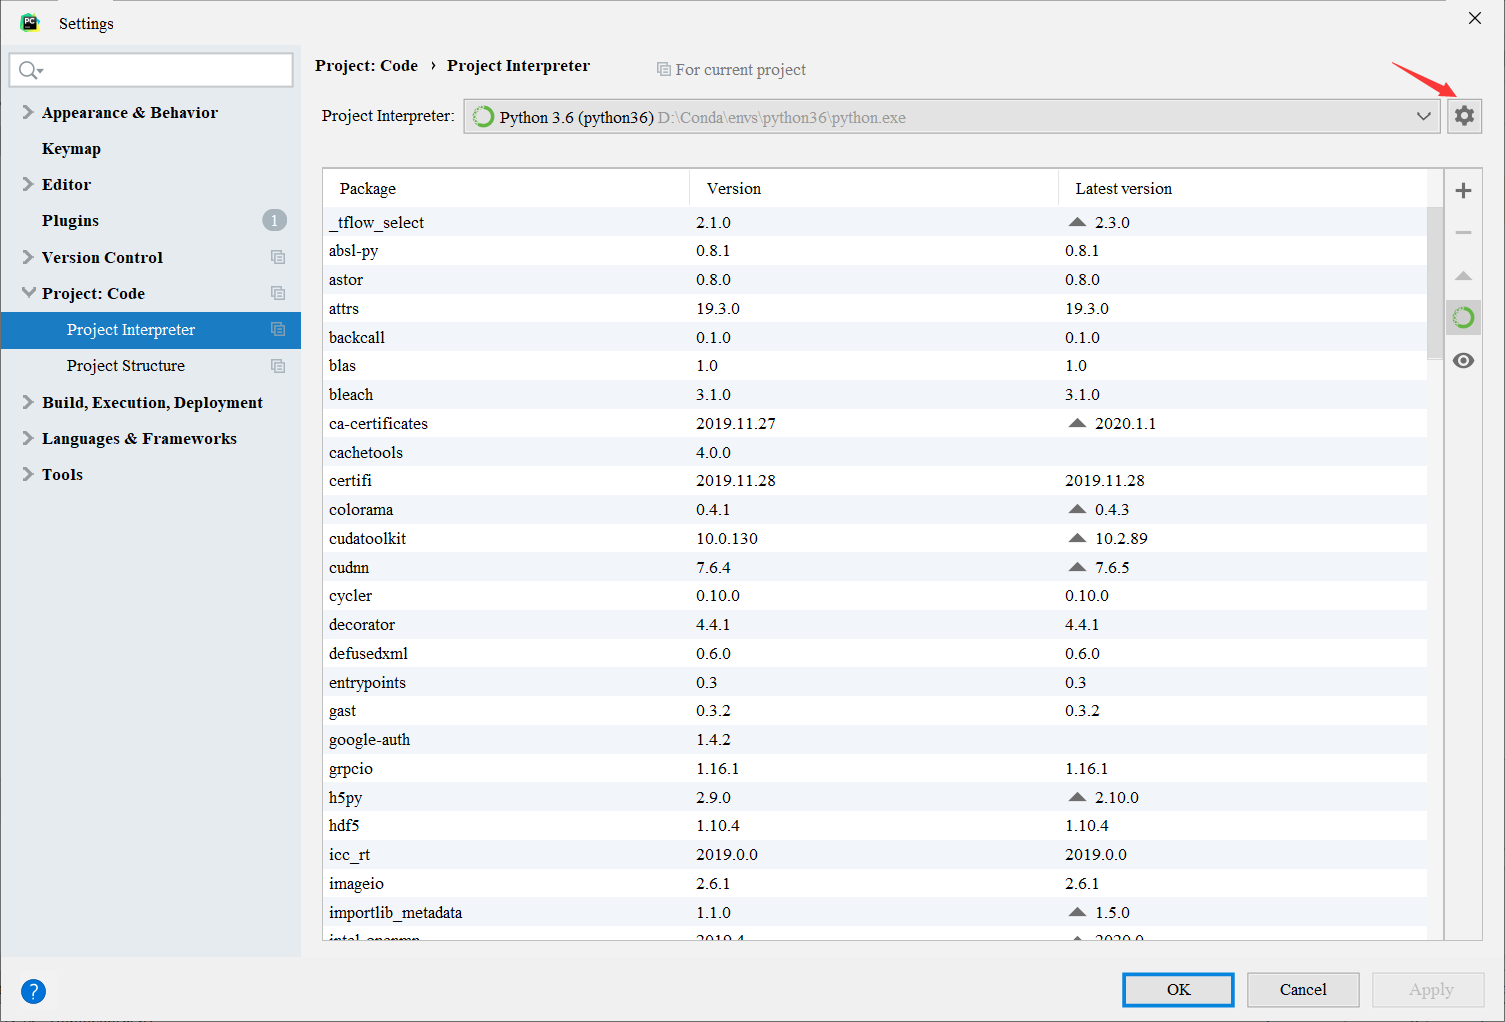 Settings
Project: Code › Project Interpreter
For current project
Appearance & Behavior
Keymap
Editor
Plugins 1
Version Control
Project: Code
Project Interpreter
Project Structure
Build, Execution, Deployment
Languages & Frameworks
Tools
Project Interpreter: Python 3.6 (python36) D:\Conda\envs\python36\python.exe
Package Version Latest version
_tflow_select 2.1.0 2.3.0
absl-py 0.8.1 0.8.1
astor 0.8.0 0.8.0
attrs 19.3.0 19.3.0
backcall 0.1.0 0.1.0
blas 1.0 1.0
bleach 3.1.0 3.1.0
ca-certificates 2019.11.27 2020.1.1
cachetools 4.0.0
certifi 2019.11.28 2019.11.28
colorama 0.4.1 0.4.3
cudatoolkit 10.0.130 10.2.89
cudnn 7.6.4 7.6.5
cycler 0.10.0 0.10.0
decorator 4.4.1 4.4.1
defusedxml 0.6.0 0.6.0
entrypoints 0.3 0.3
gast 0.3.2 0.3.2
google-auth 1.4.2
grpcio 1.16.1 1.16.1
h5py 2.9.0 2.10.0
hdf5 1.10.4 1.10.4
icc_rt 2019.0.0 2019.0.0
imageio 2.6.1 2.6.1
importlib_metadata 1.1.0 1.5.0
intel-openmp 2019.4 2020.0
? OK Cancel Apply